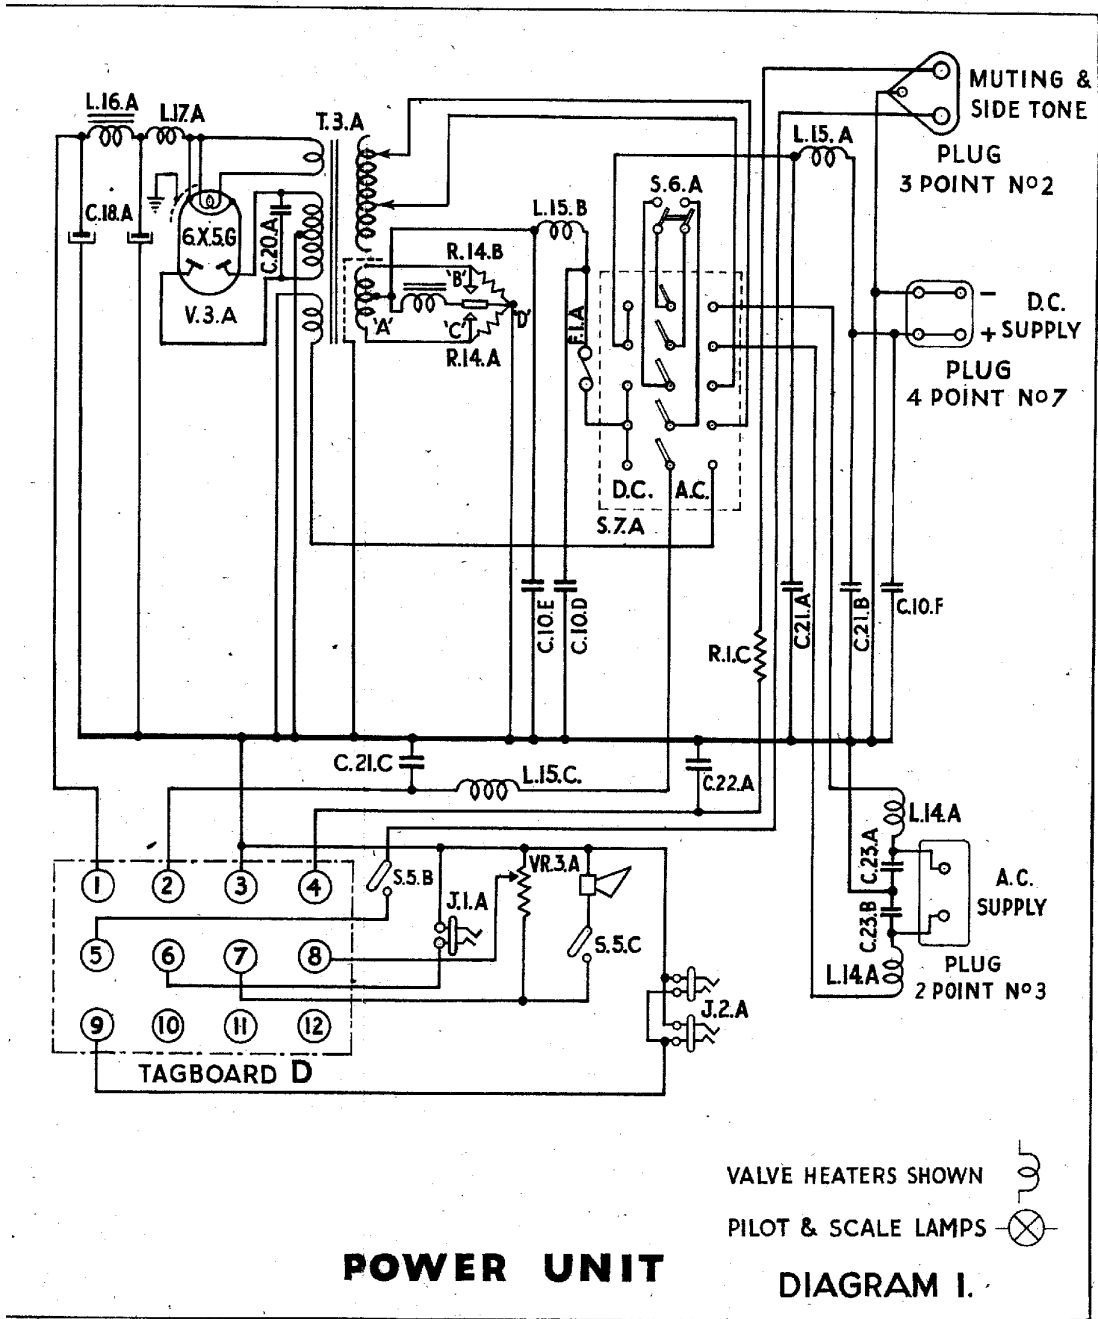 L.16.A
L.17.A
T.3.A
MUTING &
SIDE TONE
PLUG
3 POINT Nº2
L.15.A
S.6.A
C.18.A
6.X.5.G
C.20.A
L.15.B
R.14.B
'B'
'A'
'C'
'D'
V.3.A
R.14.A
F.1.A
-
D.C.
+ SUPPLY
PLUG
4 POINT Nº7
D.C. A.C.
S.7.A
C.10.E
C.10.D
R.1.C
C.21.A
C.21.B
C.10.F
C.21.C
L.15.C.
C.22.A
L.14.A
C.23.A
C.23.B
A.C.
SUPPLY
L.14.A
PLUG
2 POINT Nº3
1 2 3 4
S.5.B
VR.3.A
J.1.A
5 6 7 8
S.5.C
9 10 11 12
J.2.A
TAGBOARD D
VALVE HEATERS SHOWN
PILOT & SCALE LAMPS
POWER UNIT
DIAGRAM 1.